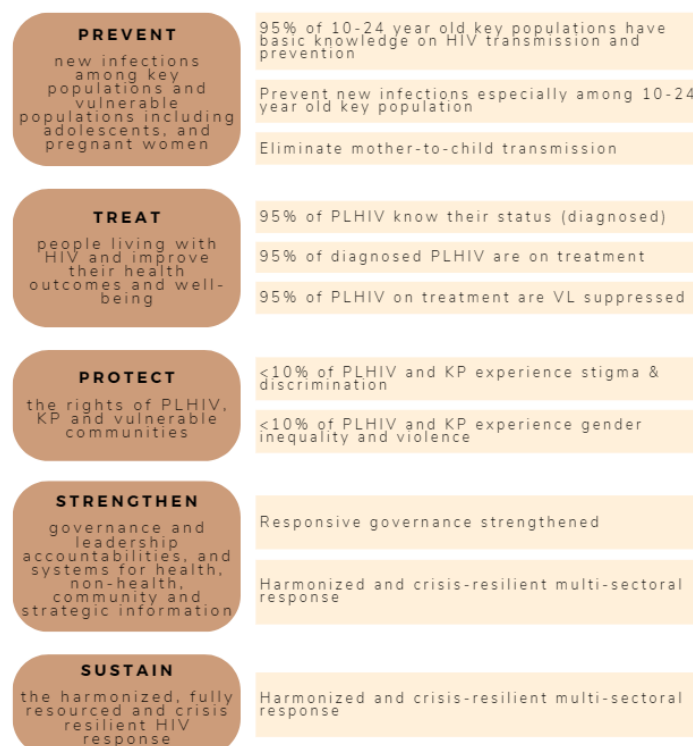 PREVENT
new infections
among key
populations and
vulnerable
populations including
adolescents, and
pregnant women
95% of 10-24 year old key populations have
basic knowledge on HIV transmission and
prevention
Prevent new infections especially among 10-24
year old key population
Eliminate mother-to-child transmission
TREAT
people living with
HIV and improve
their health
outcomes and well-
being
95% of PLHIV know their status (diagnosed)
95% of diagnosed PLHIV are on treatment
95% of PLHIV on treatment are VL suppressed
PROTECT
the rights of PLHIV,
KP and vulnerable
communities
<10% of PLHIV and KP experience stigma &
discrimination
<10% of PLHIV and KP experience gender
inequality and violence
STRENGTHEN
governance and
leadership
accountabilities, and
systems for health,
non-health,
community and
strategic information
Responsive governance strengthened
Harmonized and crisis-resilient multi-sectoral
response
SUSTAIN
the harmonized, fully
resourced and crisis
resilient HIV
response
Harmonized and crisis-resilient multi-sectoral
response